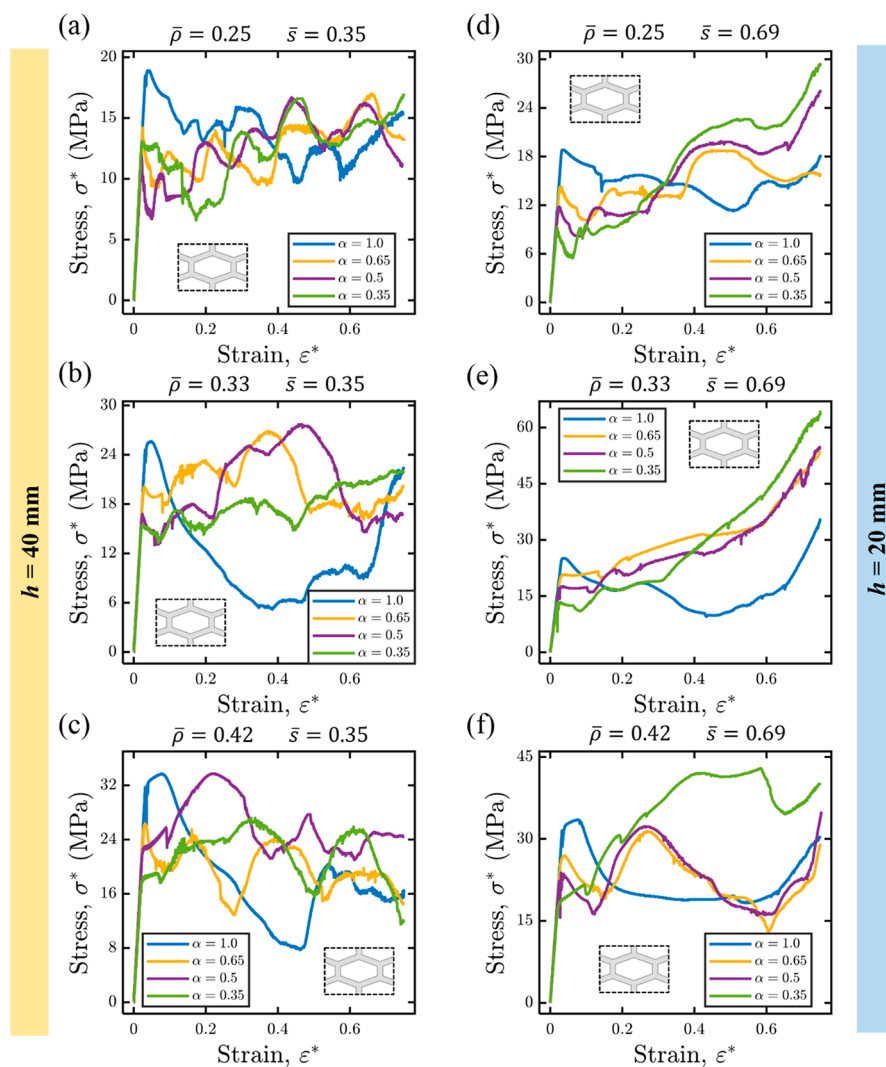 (a)
ρ̄ = 0.25 s̄ = 0.35
20
15
10
5
0
0 0.2 0.4 0.6
Stress, σ* (MPa)
Strain, ε*
α = 1.0
α = 0.65
α = 0.5
α = 0.35
(d)
ρ̄ = 0.25 s̄ = 0.69
30
24
18
12
6
0
0 0.2 0.4 0.6
Stress, σ* (MPa)
Strain, ε*
α = 1.0
α = 0.65
α = 0.5
α = 0.35
(b)
ρ̄ = 0.33 s̄ = 0.35
30
24
18
12
6
0
0 0.2 0.4 0.6
Stress, σ* (MPa)
Strain, ε*
α = 1.0
α = 0.65
α = 0.5
α = 0.35
(e)
ρ̄ = 0.33 s̄ = 0.69
60
45
30
15
0
0 0.2 0.4 0.6
Stress, σ* (MPa)
Strain, ε*
α = 1.0
α = 0.65
α = 0.5
α = 0.35
(c)
ρ̄ = 0.42 s̄ = 0.35
32
24
16
8
0
0 0.2 0.4 0.6
Stress, σ* (MPa)
Strain, ε*
α = 1.0
α = 0.65
α = 0.5
α = 0.35
(f)
ρ̄ = 0.42 s̄ = 0.69
45
30
15
0
0 0.2 0.4 0.6
Stress, σ* (MPa)
Strain, ε*
α = 1.0
α = 0.65
α = 0.5
α = 0.35
h = 40 mm
h = 20 mm